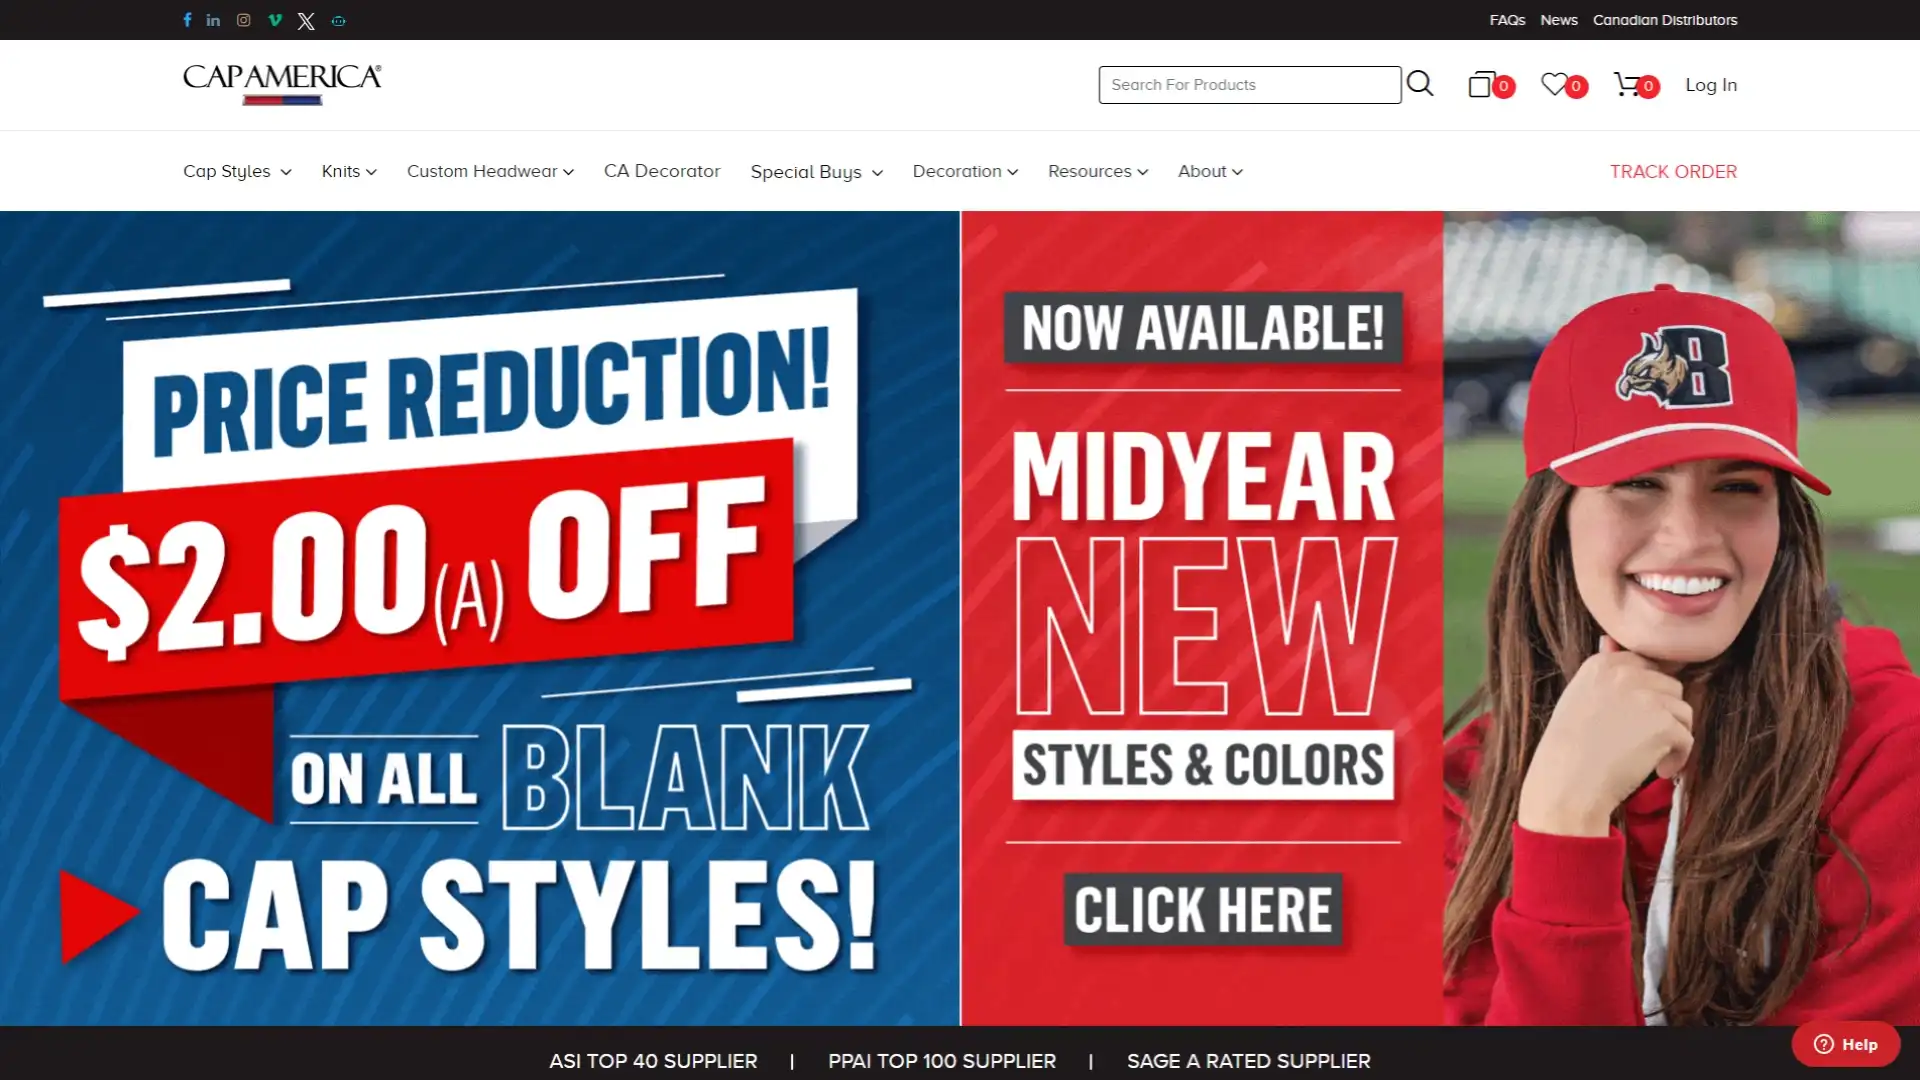 FAQs News Canadian Distributors
CAP AMERICA®
Search For Products
0 0 0 Log In
Cap Styles Knits Custom Headwear CA Decorator Special Buys Decoration Resources About TRACK ORDER
PRICE REDUCTION!
$2.00(A) OFF
ON ALL BLANK
CAP STYLES!
NOW AVAILABLE!
MIDYEAR
NEW
STYLES & COLORS
CLICK HERE
B
ASI TOP 40 SUPPLIER | PPAI TOP 100 SUPPLIER | SAGE A RATED SUPPLIER
Help